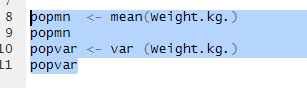 8 popmn <- mean(Weight.kg.)
9 popmn
10 popvar <- var (Weight.kg.)
11 popvar